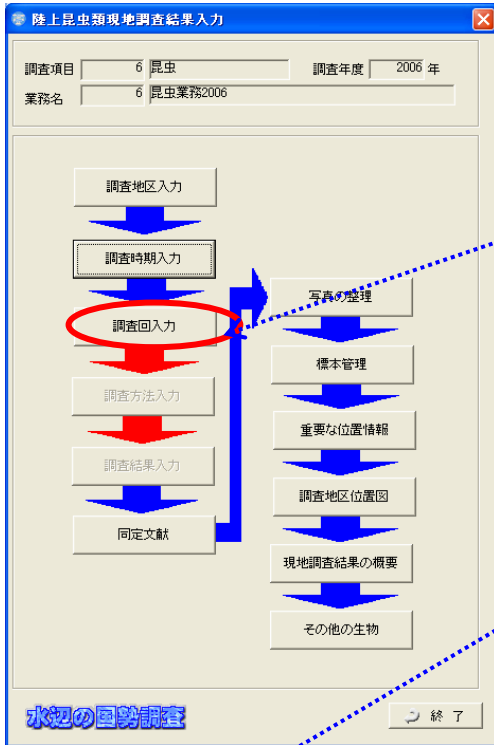 陸上昆虫類現地調査結果入力
調査項目 6 昆虫 調査年度 2006 年
業務名 6 昆虫業務2006
調査地区入力
調査時期入力
調査回入力
調査方法入力
調査結果入力
同定文献
写真の整理
標本管理
重要な位置情報
調査地区位置図
現地調査結果の概要
その他の生物
水辺の国勢調査
終 了